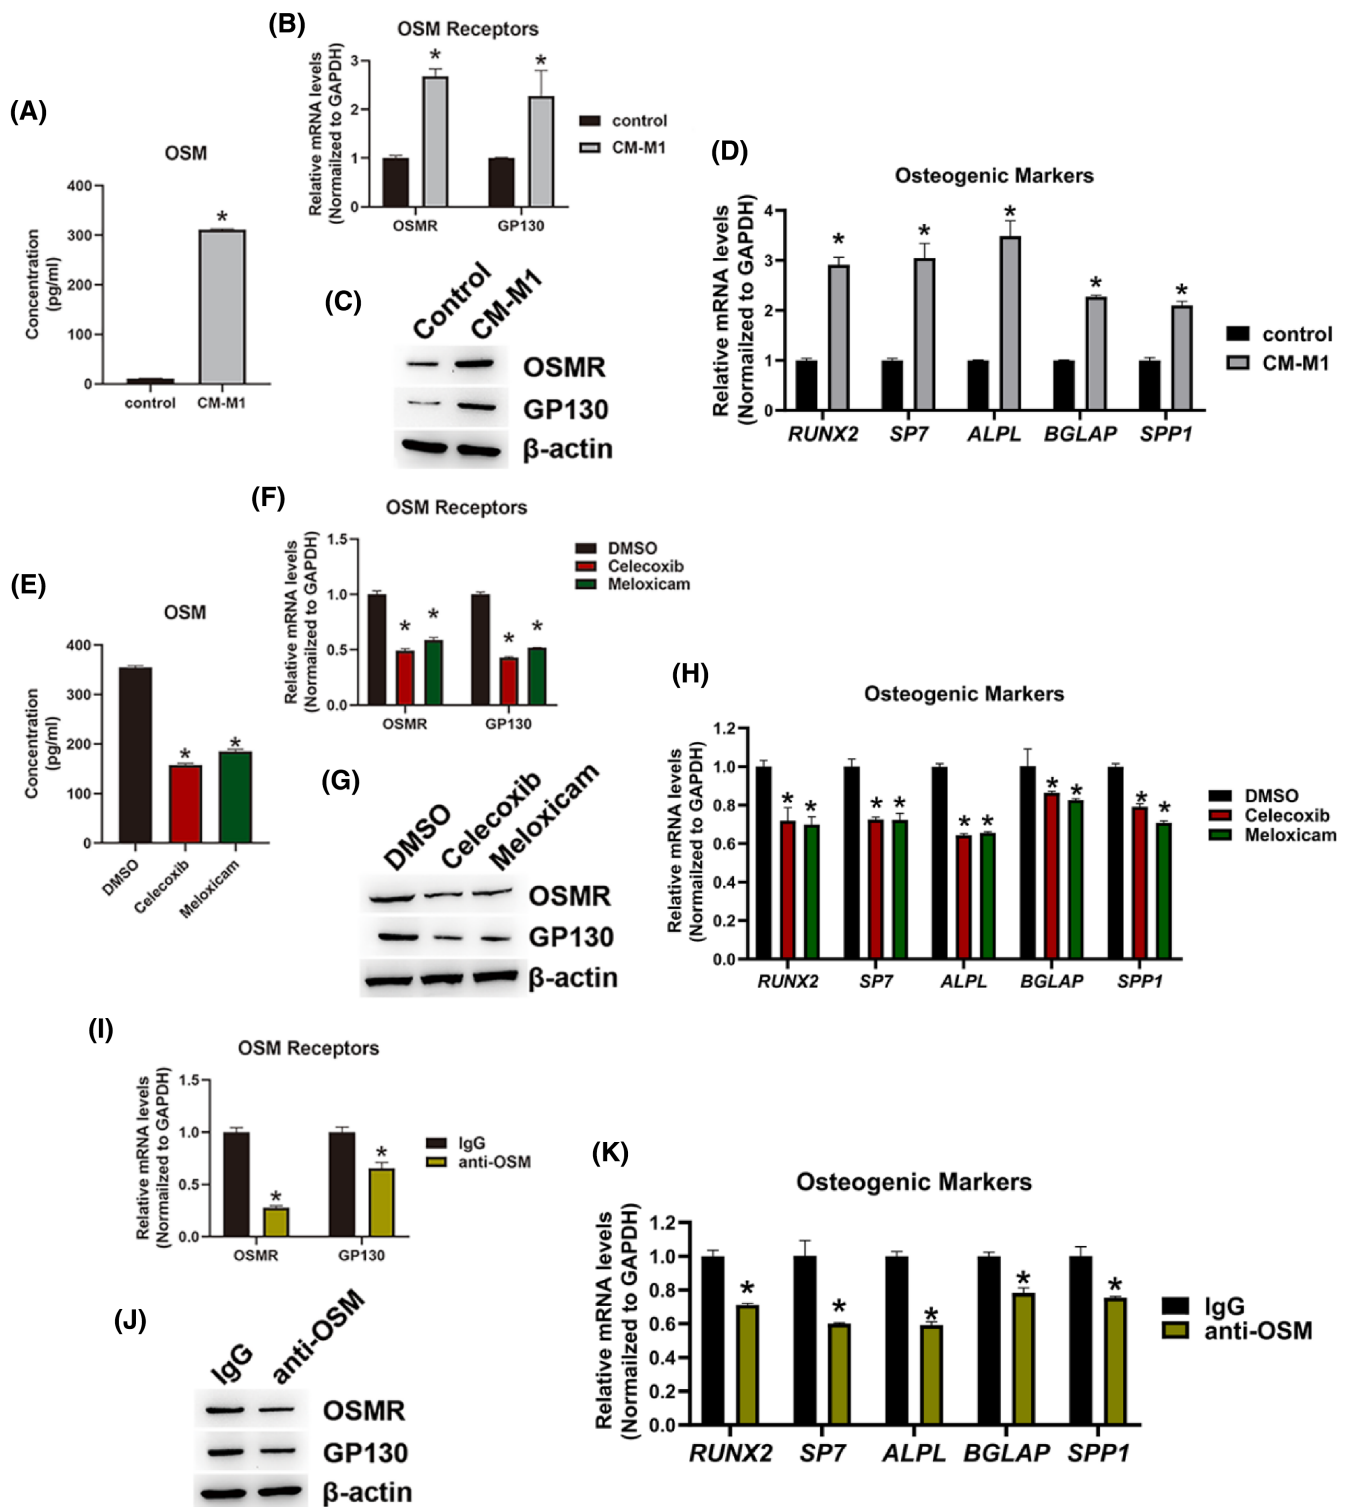 (A)
OSM
Concentration
(pg/ml)
400
300
200
100
0
*
control
CM-M1
(B)
OSM Receptors
Relative mRNA levels
(Normailzed to GAPDH)
3
2
1
0
*
*
OSMR
GP130
control
CM-M1
(C)
Control
CM-M1
OSMR
GP130
β-actin
(D)
Osteogenic Markers
Relative mRNA levels
(Normailzed to GAPDH)
4
3
2
1
0
*
*
*
*
*
RUNX2
SP7
ALPL
BGLAP
SPP1
control
CM-M1
(E)
OSM
Concentration
(pg/ml)
400
300
200
100
0
*
*
DMSO
Celecoxib
Meloxicam
(F)
OSM Receptors
Relative mRNA levels
(Normailzed to GAPDH)
1.5
1.0
0.5
0.0
*
*
*
*
OSMR
GP130
DMSO
Celecoxib
Meloxicam
(G)
DMSO
Celecoxib
Meloxicam
OSMR
GP130
β-actin
(H)
Osteogenic Markers
Relative mRNA levels
(Normailzed to GAPDH)
1.2
1.0
0.8
0.6
0.4
0.2
0.0
*
*
*
*
*
*
*
*
*
*
RUNX2
SP7
ALPL
BGLAP
SPP1
DMSO
Celecoxib
Meloxicam
(I)
OSM Receptors
Relative mRNA levels
(Normailzed to GAPDH)
1.5
1.0
0.5
0.0
*
*
OSMR
GP130
IgG
anti-OSM
(J)
IgG
anti-OSM
OSMR
GP130
β-actin
(K)
Osteogenic Markers
Relative mRNA levels
(Normailzed to GAPDH)
1.2
1.0
0.8
0.6
0.4
0.2
0.0
*
*
*
*
*
RUNX2
SP7
ALPL
BGLAP
SPP1
IgG
anti-OSM